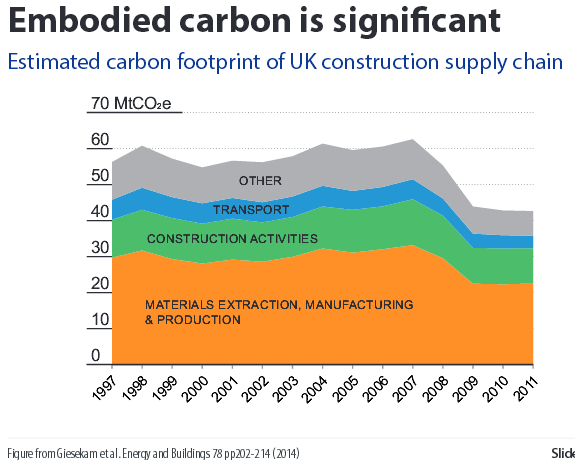 Embodied carbon is significant
Estimated carbon footprint of UK construction supply chain
70 MtCO₂e
60
50
40
30
20
10
0
OTHER
TRANSPORT
CONSTRUCTION ACTIVITIES
MATERIALS EXTRACTION, MANUFACTURING
& PRODUCTION
1997 1998 1999 2000 2001 2002 2003 2004 2005 2006 2007 2008 2009 2010 2011
Figure from Giesekam et al. Energy and Buildings 78 pp202-214 (2014) Slide